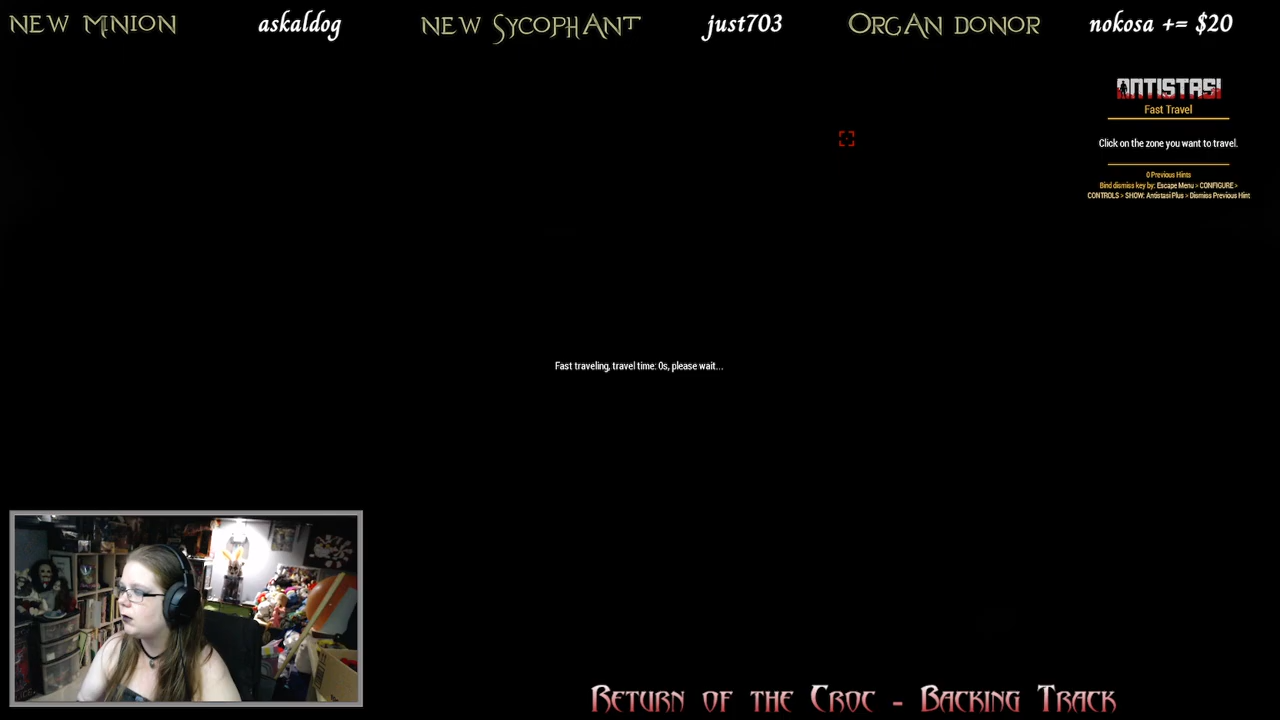 NEW MINION askaldog NEW SYCOPHANT just703 ORGAN DONOR nokosa += $20
ANTISTASI
Fast Travel
Click on the zone you want to travel.
0 Previous Hints
Bind dismiss key by: Escape Menu > CONFIGURE >
CONTROLS > SHOW: Antistasi Plus > Dismiss Previous Hint
Fast traveling, travel time: 0s, please wait...
RETURN OF THE CROC - BACKING TRACK